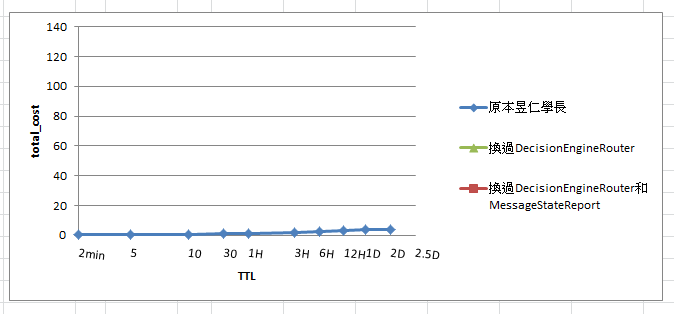 140
120
100
80
60
40
20
0
total_cost
2min 5 10 30 1H 3H 6H 12H 1D 2D 2.5D
TTL
原本昱仁學長
換過DecisionEngineRouter
換過DecisionEngineRouter和
MessageStateReport